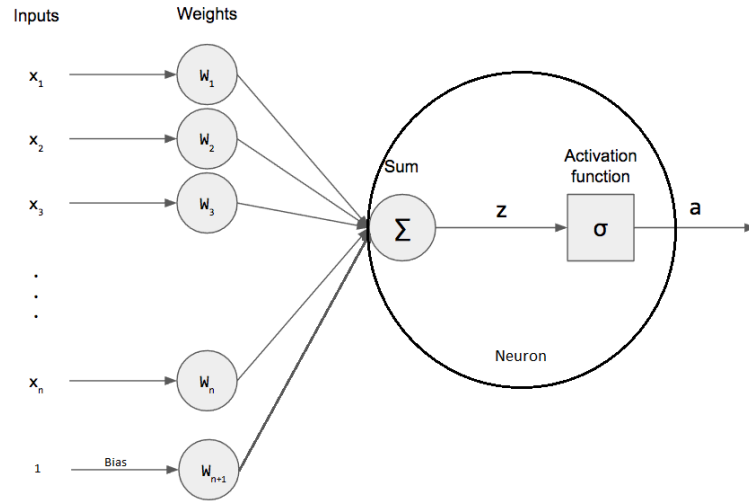 Inputs Weights
x₁ W₁
x₂ W₂
Sum Activation function
x₃ W₃
Σ z σ a
.
.
.
Neuron
xₙ Wₙ
1 Bias Wₙ₊₁